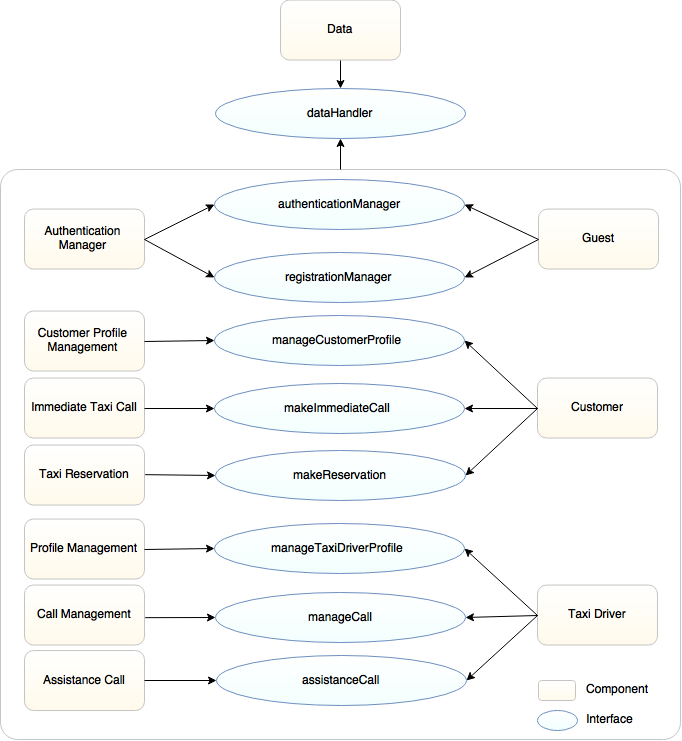 Data
dataHandler
authenticationManager
Authentication
Manager
Guest
registrationManager
Customer Profile
Management
manageCustomerProfile
Immediate Taxi Call
makeImmediateCall
Customer
Taxi Reservation
makeReservation
Profile Management
manageTaxiDriverProfile
Call Management
manageCall
Taxi Driver
Assistance Call
assistanceCall
Component
Interface